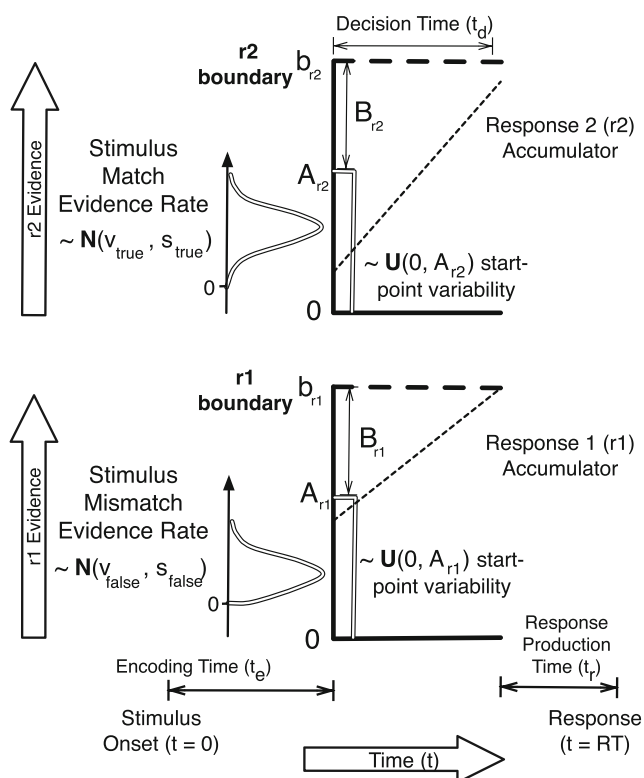 Decision Time (t_d)
r2
boundary
b_r2
B_r2
A_r2
Response 2 (r2)
Accumulator
r2 Evidence
Stimulus
Match
Evidence Rate
~ N(v_true , s_true)
0
~ U(0, A_r2) start-
point variability
0
r1
boundary
b_r1
B_r1
A_r1
Response 1 (r1)
Accumulator
r1 Evidence
Stimulus
Mismatch
Evidence Rate
~ N(v_false , s_false)
0
~ U(0, A_r1) start-
point variability
0
Response
Production
Time (t_r)
Encoding Time (t_e)
Stimulus
Onset (t = 0)
Response
(t = RT)
Time (t)